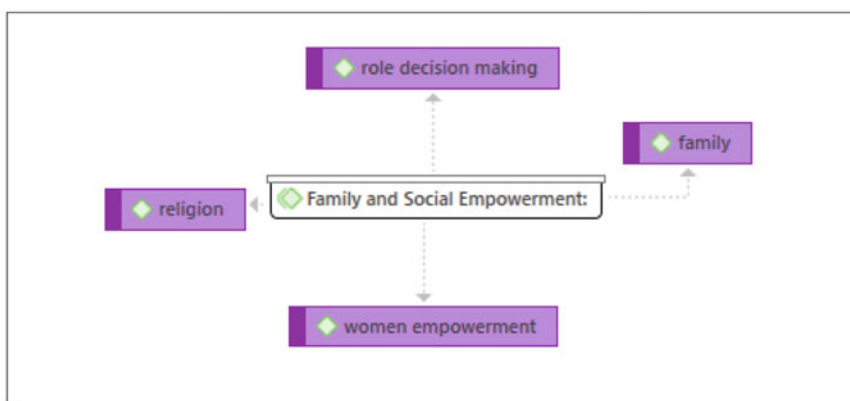 role decision making
family
Family and Social Empowerment:
religion
women empowerment